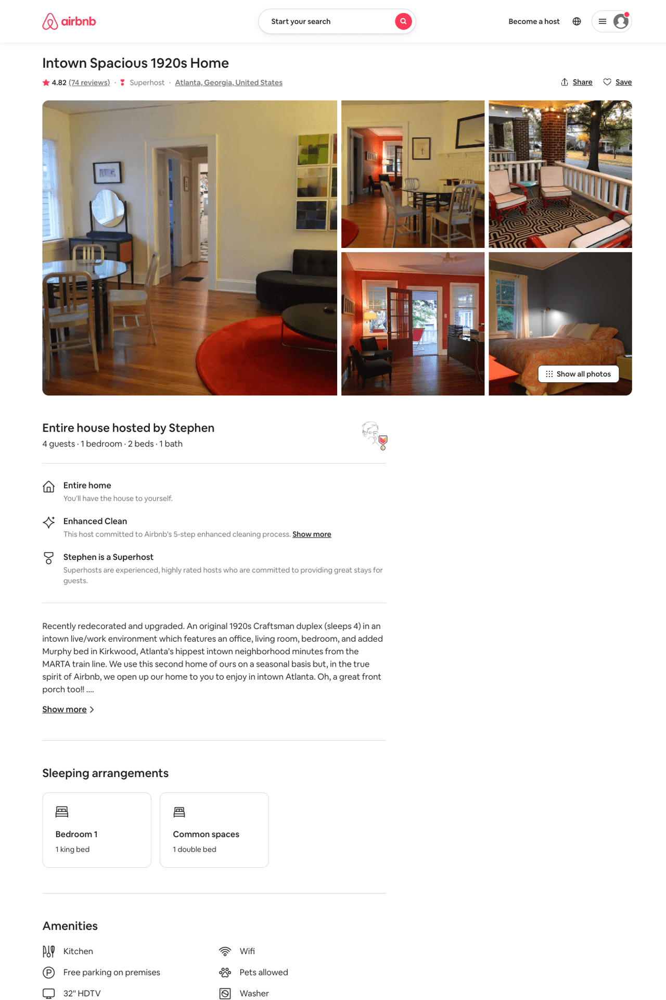 airbnb
Start your search
Become a host
Intown Spacious 1920s Home
4.82 (74 reviews) · Superhost · Atlanta, Georgia, United States
Share
Save
Show all photos
Entire house hosted by Stephen
4 guests · 1 bedroom · 2 beds · 1 bath
Entire home
You’ll have the house to yourself.
Enhanced Clean
This host committed to Airbnb's 5-step enhanced cleaning process. Show more
Stephen is a Superhost
Superhosts are experienced, highly rated hosts who are committed to providing great stays for
guests.
Recently redecorated and upgraded. An original 1920s Craftsman duplex (sleeps 4) in an
intown live/work environment which features an office, living room, bedroom, and added
Murphy bed in Kirkwood, Atlanta’s hippest intown neighborhood minutes from the
MARTA train line. We use this second home of ours on a seasonal basis but, in the true
spirit of Airbnb, we open up our home to you to enjoy in intown Atlanta. Oh, a great front
porch too!! ....
Show more
Sleeping arrangements
Bedroom 1
1 king bed
Common spaces
1 double bed
Amenities
Kitchen
Wifi
Free parking on premises
Pets allowed
32" HDTV
Washer